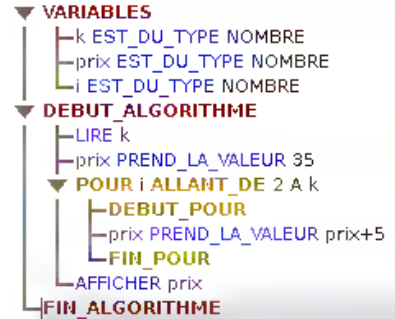 VARIABLES
k EST_DU_TYPE NOMBRE
prix EST_DU_TYPE NOMBRE
i EST_DU_TYPE NOMBRE
DEBUT_ALGORITHME
LIRE k
prix PREND_LA_VALEUR 35
POUR i ALLANT_DE 2 A k
DEBUT_POUR
prix PREND_LA_VALEUR prix+5
FIN_POUR
AFFICHER prix
FIN_ALGORITHME